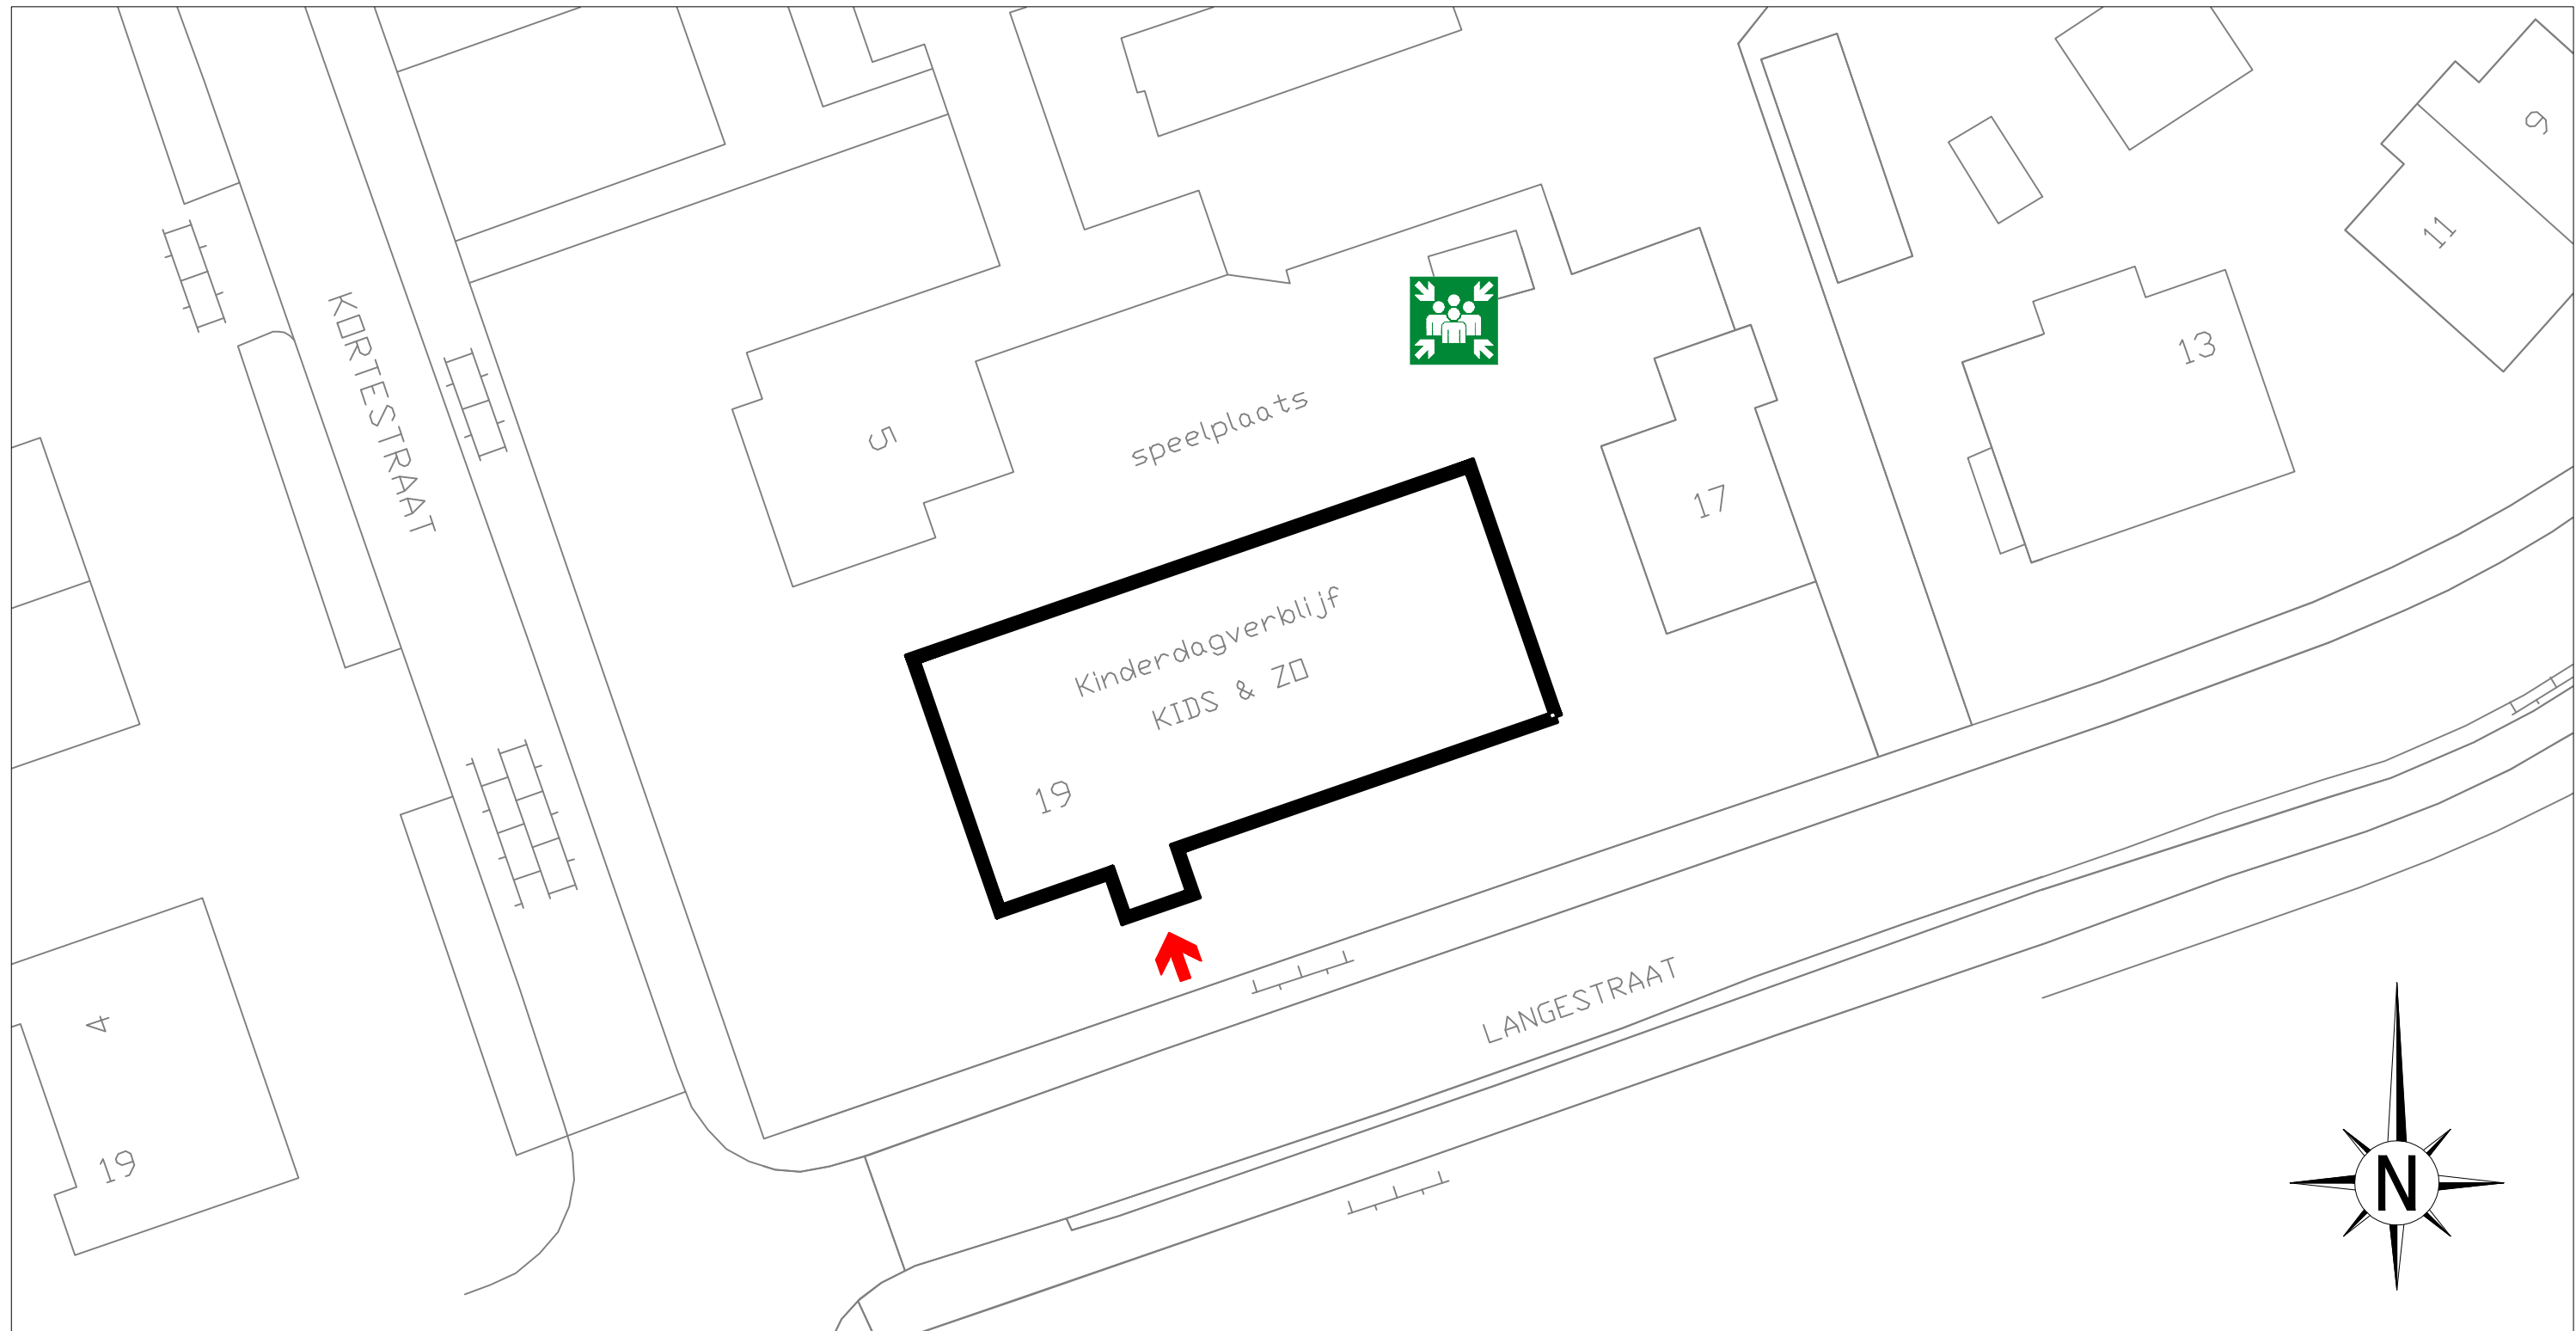 9
11
13
KORTESTRAAT
5
speelplaats
17
Kinderdagverblijf
KIDS & ZO
19
LANGESTRAAT
4
19
N